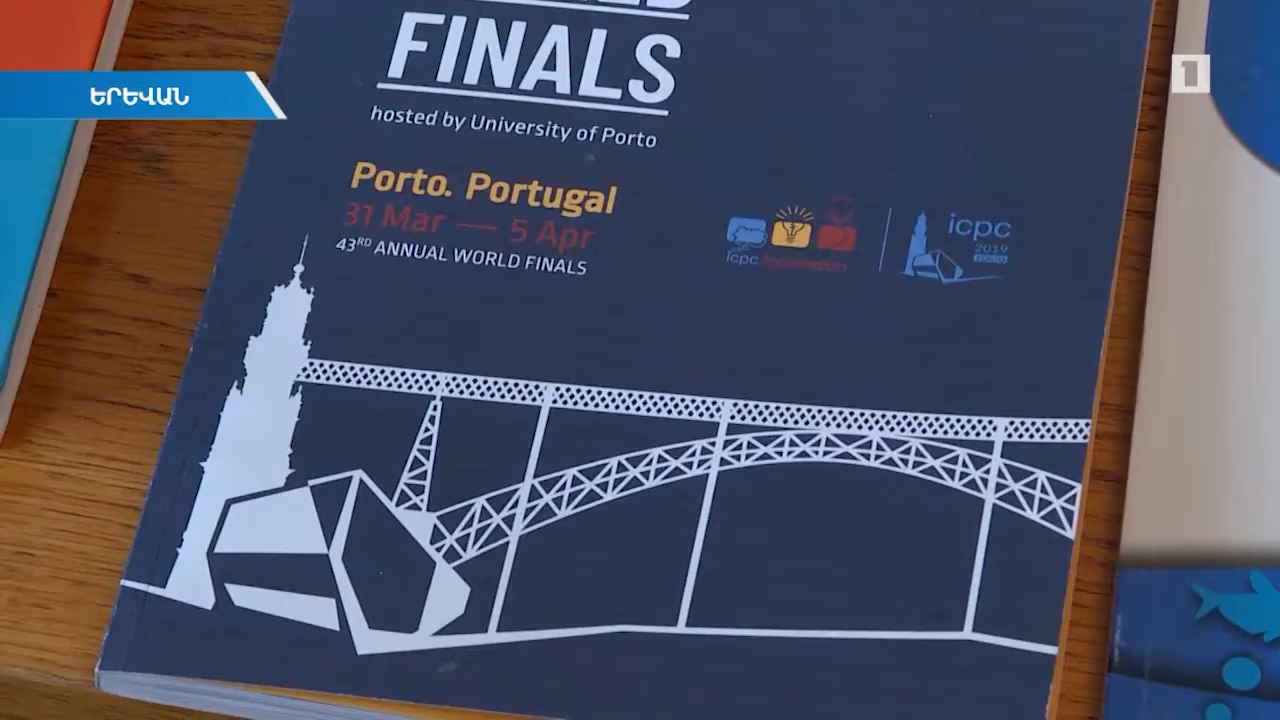 FINALS
hosted by University of Porto
ԵՐԵՎԱՆ
1
Porto. Portugal
31 Mar — 5 Apr
43RD ANNUAL WORLD FINALS
icpc
2019
icpc foundation